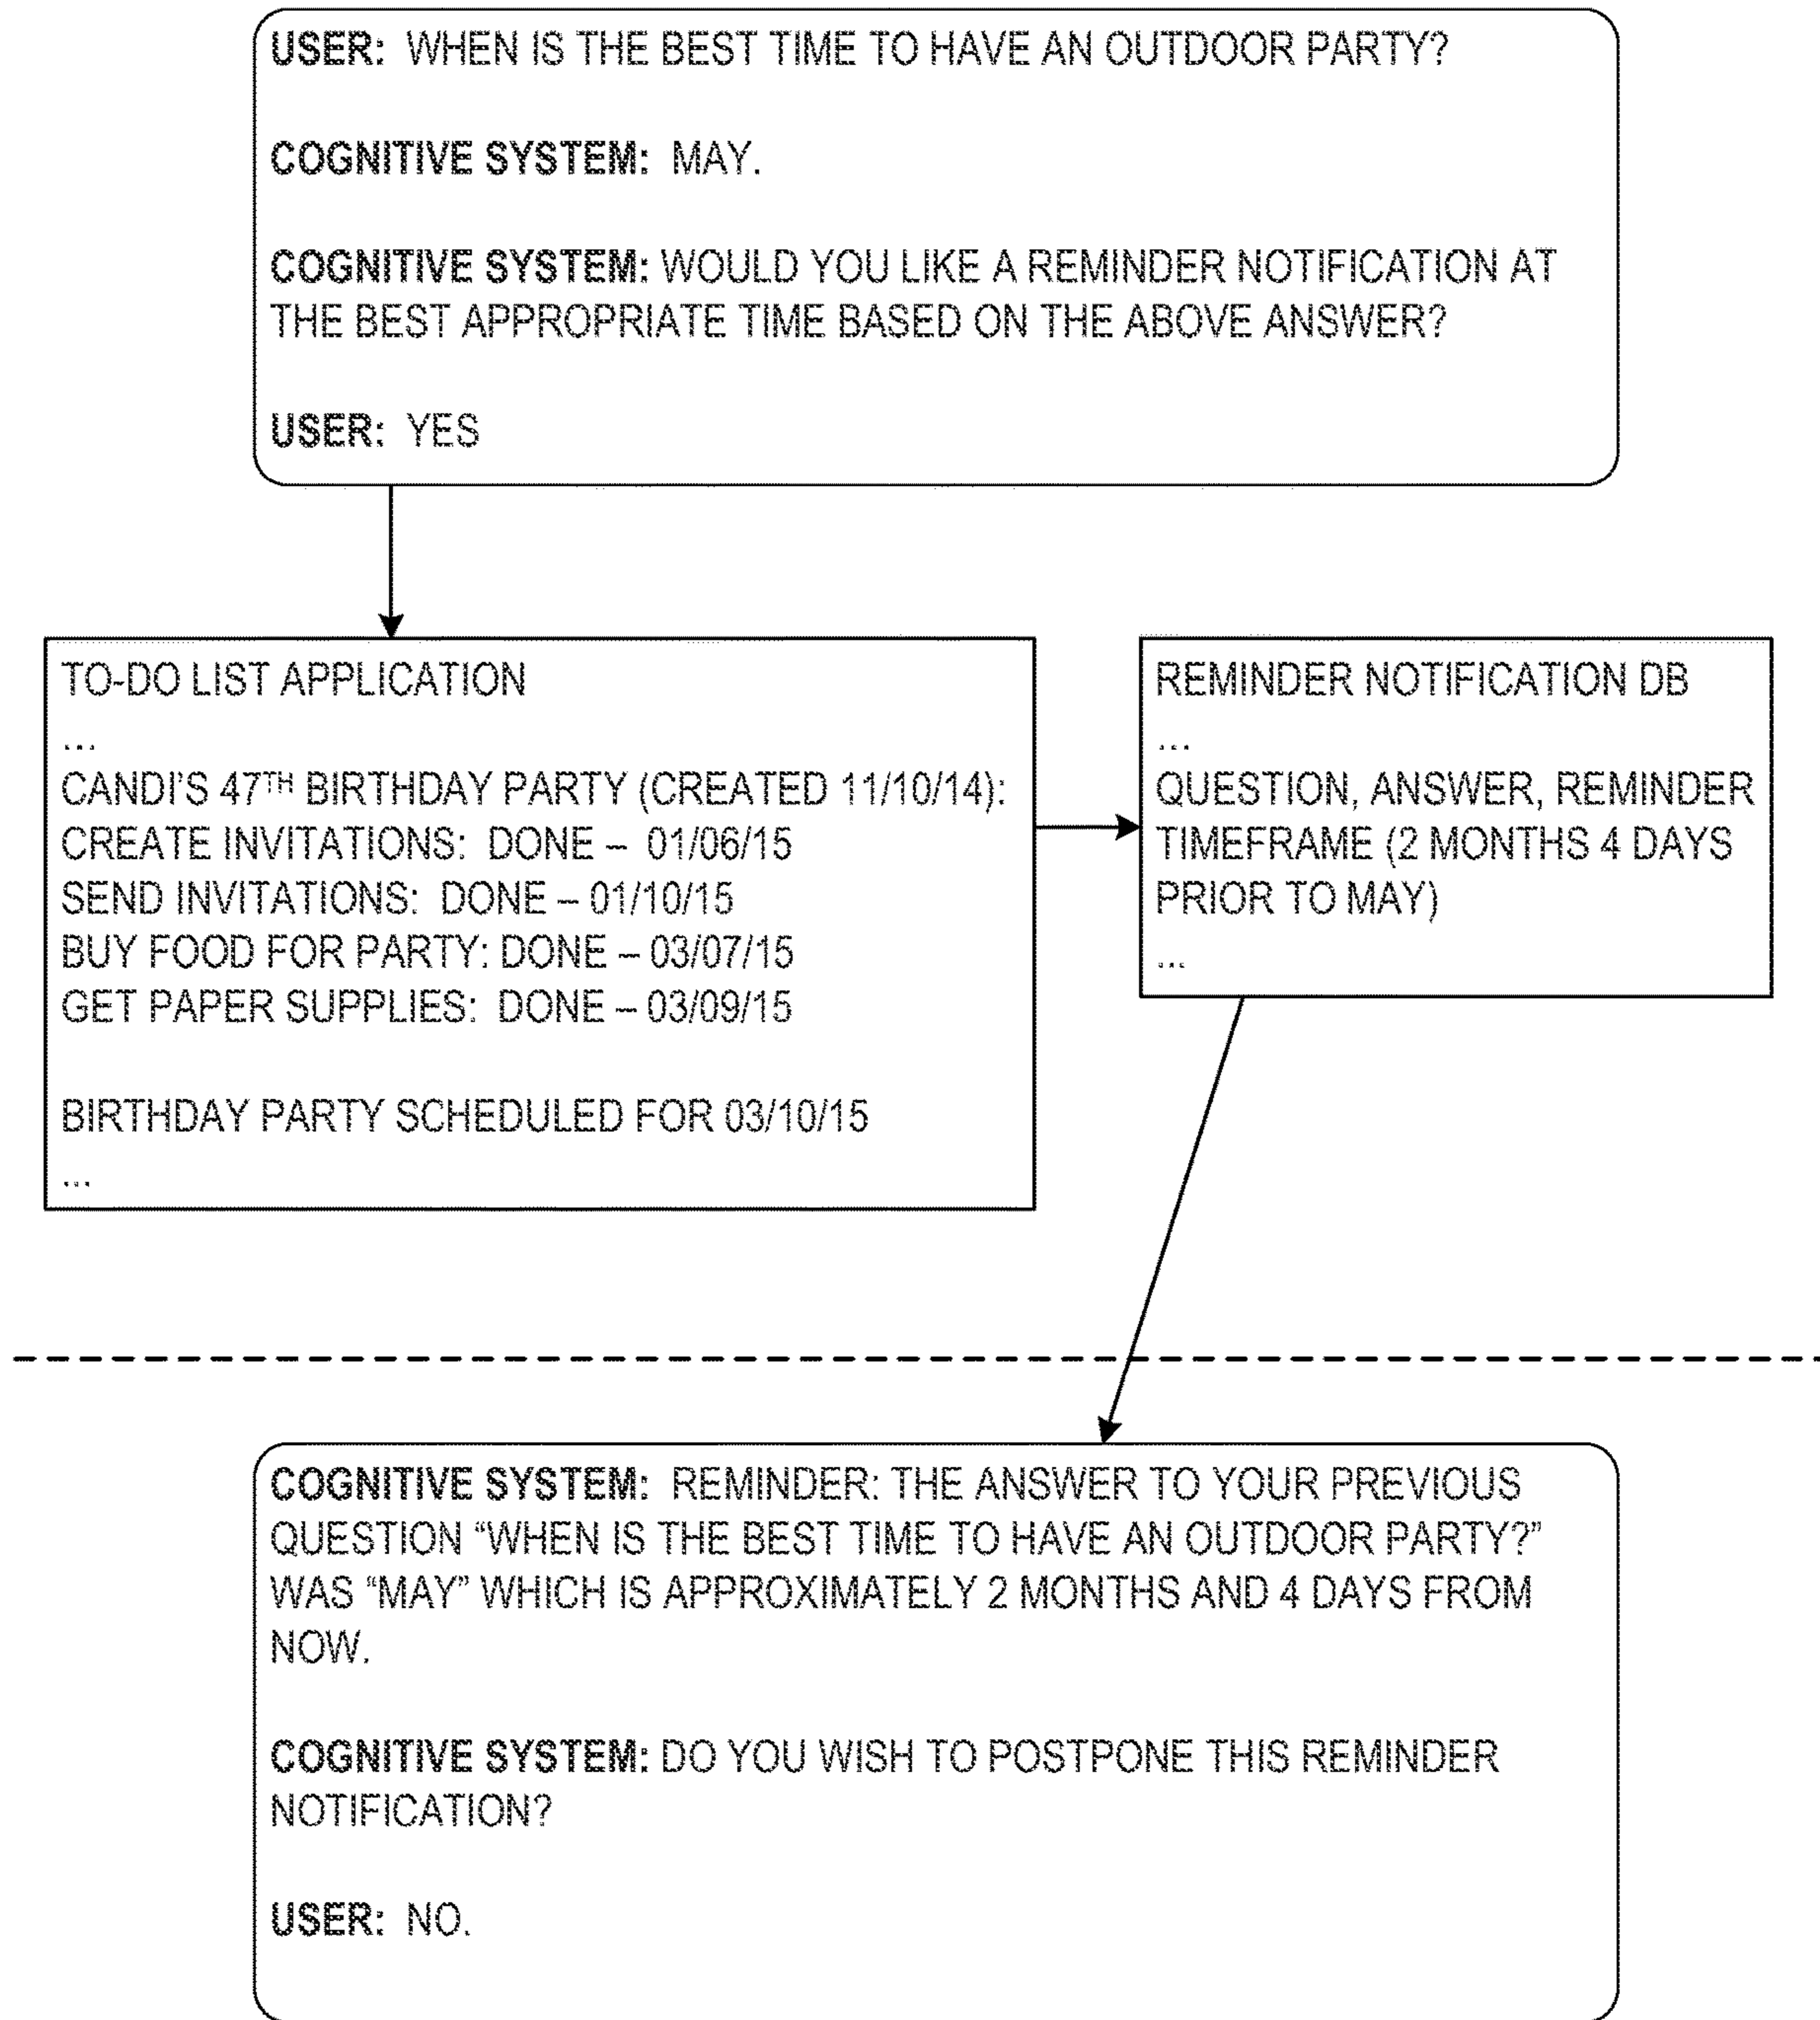 USER: WHEN IS THE BEST TIME TO HAVE AN OUTDOOR PARTY?
COGNITIVE SYSTEM: MAY.
COGNITIVE SYSTEM: WOULD YOU LIKE A REMINDER NOTIFICATION AT
THE BEST APPROPRIATE TIME BASED ON THE ABOVE ANSWER?
USER: YES
TO-DO LIST APPLICATION
...
CANDI'S 47TH BIRTHDAY PARTY (CREATED 11/10/14):
CREATE INVITATIONS: DONE – 01/06/15
SEND INVITATIONS: DONE – 01/10/15
BUY FOOD FOR PARTY: DONE – 03/07/15
GET PAPER SUPPLIES: DONE – 03/09/15
BIRTHDAY PARTY SCHEDULED FOR 03/10/15
...
REMINDER NOTIFICATION DB
...
QUESTION, ANSWER, REMINDER
TIMEFRAME (2 MONTHS 4 DAYS
PRIOR TO MAY)
...
COGNITIVE SYSTEM: REMINDER: THE ANSWER TO YOUR PREVIOUS
QUESTION “WHEN IS THE BEST TIME TO HAVE AN OUTDOOR PARTY?”
WAS “MAY” WHICH IS APPROXIMATELY 2 MONTHS AND 4 DAYS FROM
NOW.
COGNITIVE SYSTEM: DO YOU WISH TO POSTPONE THIS REMINDER
NOTIFICATION?
USER: NO.